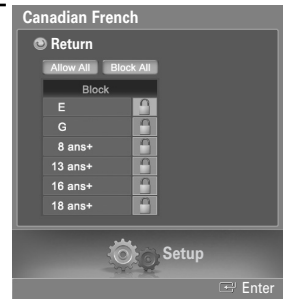 Canadian French
Return
Allow All Block All
Block
E
G
8 ans+
13 ans+
16 ans+
18 ans+
Setup
Enter